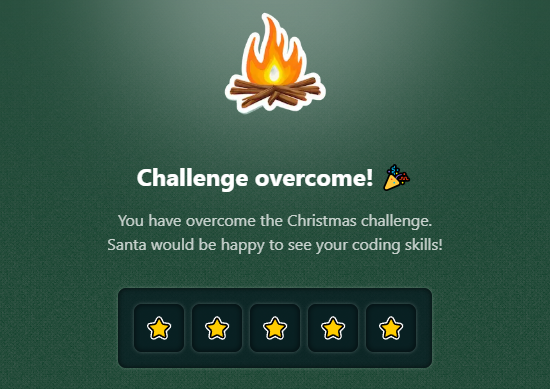 Challenge overcome!
You have overcome the Christmas challenge.
Santa would be happy to see your coding skills!